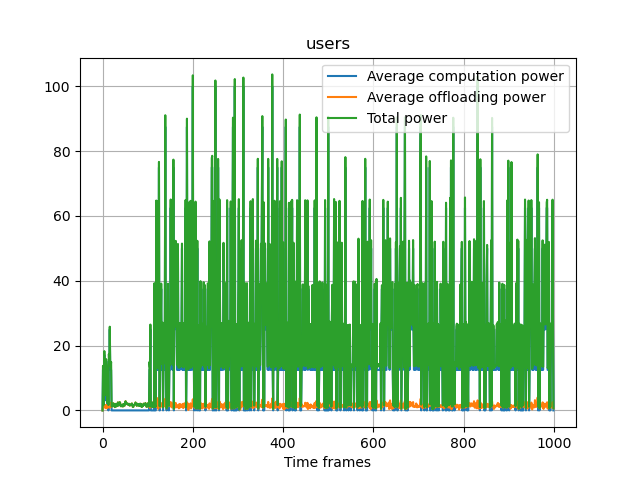 users
Average computation power
Average offloading power
Total power
100
80
60
40
20
0
0 200 400 600 800 1000
Time frames